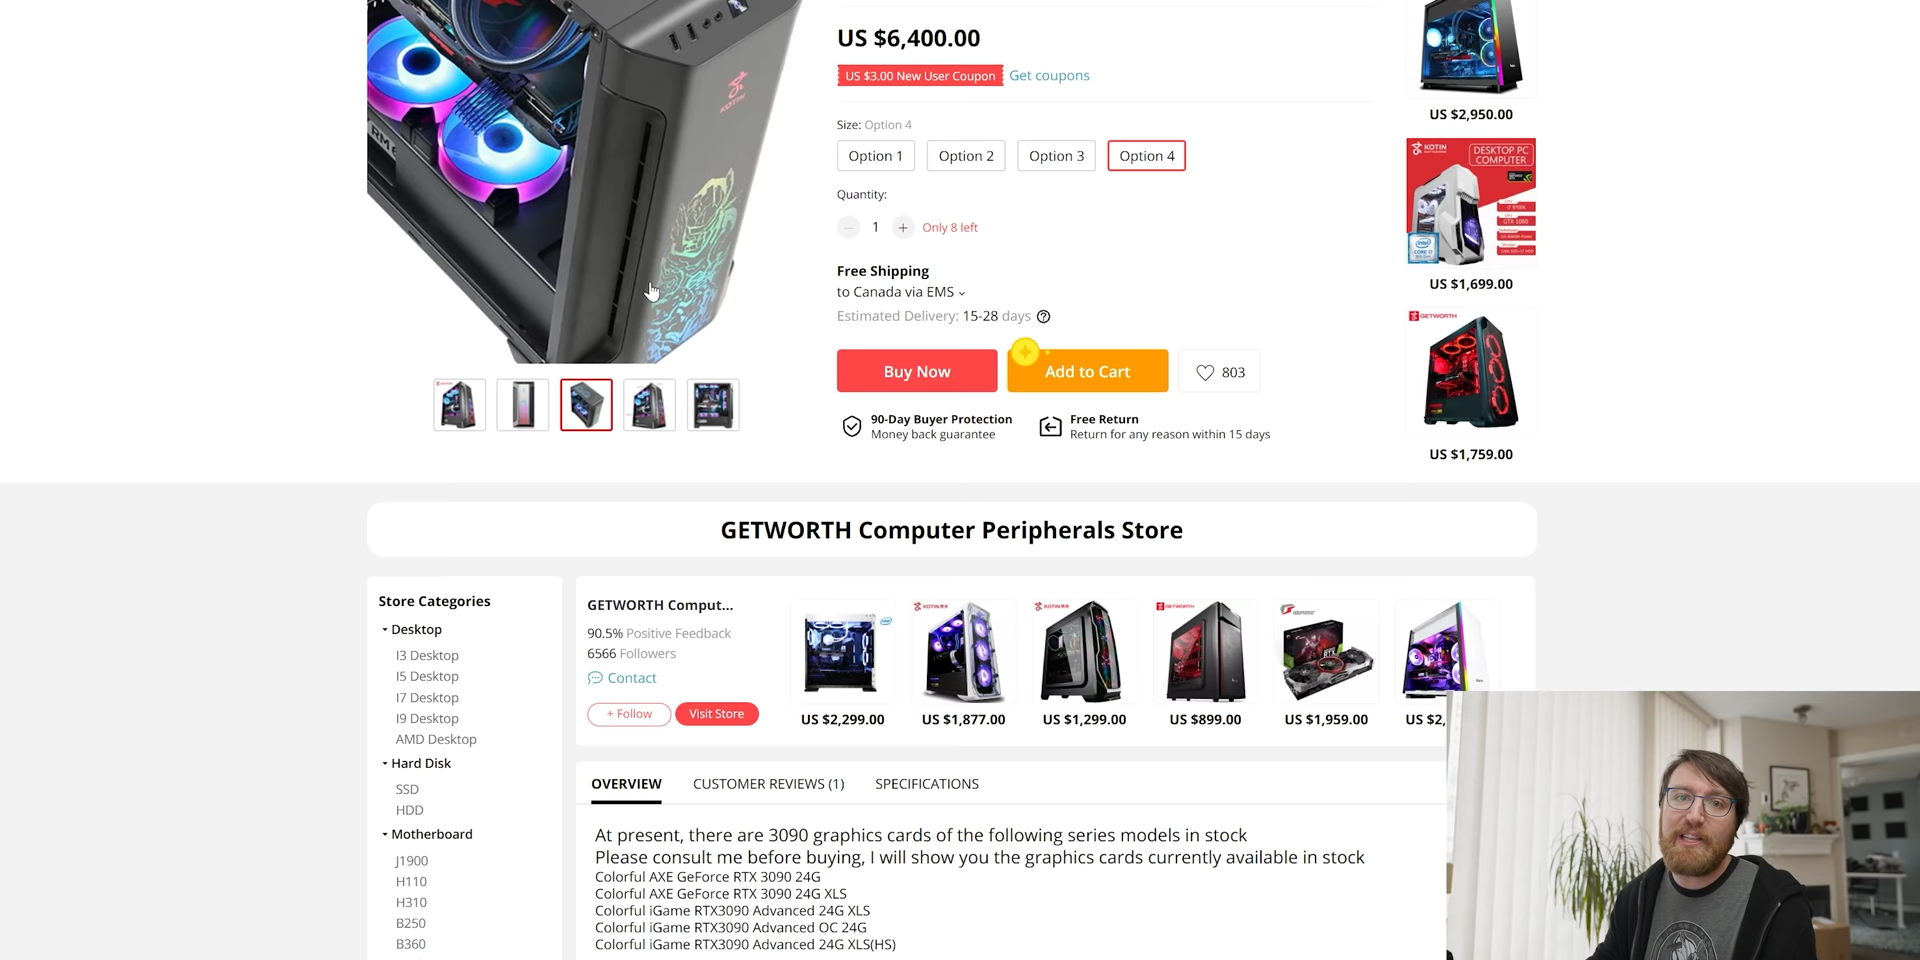 KOTIN
US $6,400.00
US $3.00 New User Coupon
Get coupons
Size: Option 4
Option 1
Option 2
Option 3
Option 4
Quantity:
1
Only 8 left
Free Shipping
to Canada via EMS
Estimated Delivery: 15-28 days
Buy Now
Add to Cart
803
90-Day Buyer Protection
Money back guarantee
Free Return
Return for any reason within 15 days
US $2,950.00
KOTIN
DESKTOP PC
COMPUTER
GTX 1060
US $1,699.00
GETWORTH
US $1,759.00
GETWORTH Computer Peripherals Store
Store Categories
Desktop
I3 Desktop
I5 Desktop
I7 Desktop
I9 Desktop
AMD Desktop
Hard Disk
SSD
HDD
Motherboard
J1900
H110
H310
B250
B360
GETWORTH Comput...
90.5% Positive Feedback
6566 Followers
Contact
+ Follow
Visit Store
US $2,299.00
US $1,877.00
US $1,299.00
US $899.00
US $1,959.00
US $2,
OVERVIEW
CUSTOMER REVIEWS (1)
SPECIFICATIONS
At present, there are 3090 graphics cards of the following series models in stock
Please consult me before buying, I will show you the graphics cards currently available in stock
Colorful AXE GeForce RTX 3090 24G
Colorful AXE GeForce RTX 3090 24G XLS
Colorful iGame RTX3090 Advanced 24G XLS
Colorful iGame RTX3090 Advanced OC 24G
Colorful iGame RTX3090 Advanced 24G XLS(HS)